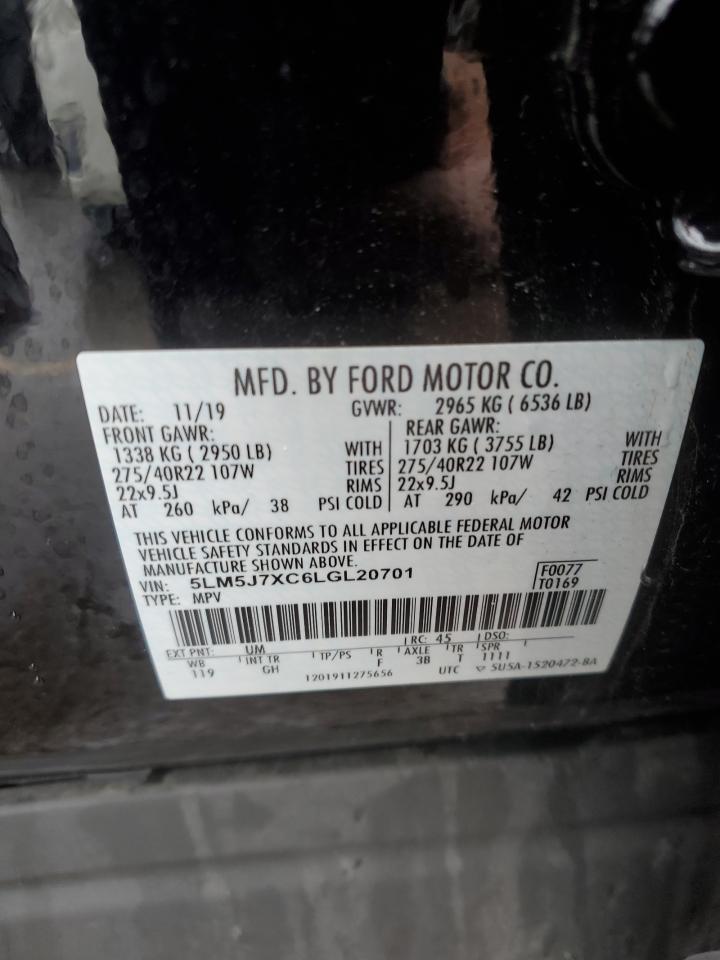 MFD. BY FORD MOTOR CO.
DATE: 11/19 GVWR: 2965 KG ( 6536 LB)
FRONT GAWR: REAR GAWR:
1338 KG ( 2950 LB) WITH 1703 KG ( 3755 LB) WITH
275/40R22 107W TIRES 275/40R22 107W TIRES
22x9.5J RIMS 22x9.5J RIMS
AT 260 kPa/ 38 PSI COLD AT 290 kPa/ 42 PSI COLD
THIS VEHICLE CONFORMS TO ALL APPLICABLE FEDERAL MOTOR
VEHICLE SAFETY STANDARDS IN EFFECT ON THE DATE OF
MANUFACTURE SHOWN ABOVE.
VIN: 5LM5J7XC6LGL20701 F0077
TYPE: MPV T0169
EXT PNT: UM RC: 45 DSO:
WB INT TR TP/PS R AXLE TR SPR
119 GH F 3B T 1111
1201911275656 UTC 5U5A-1520472-BA